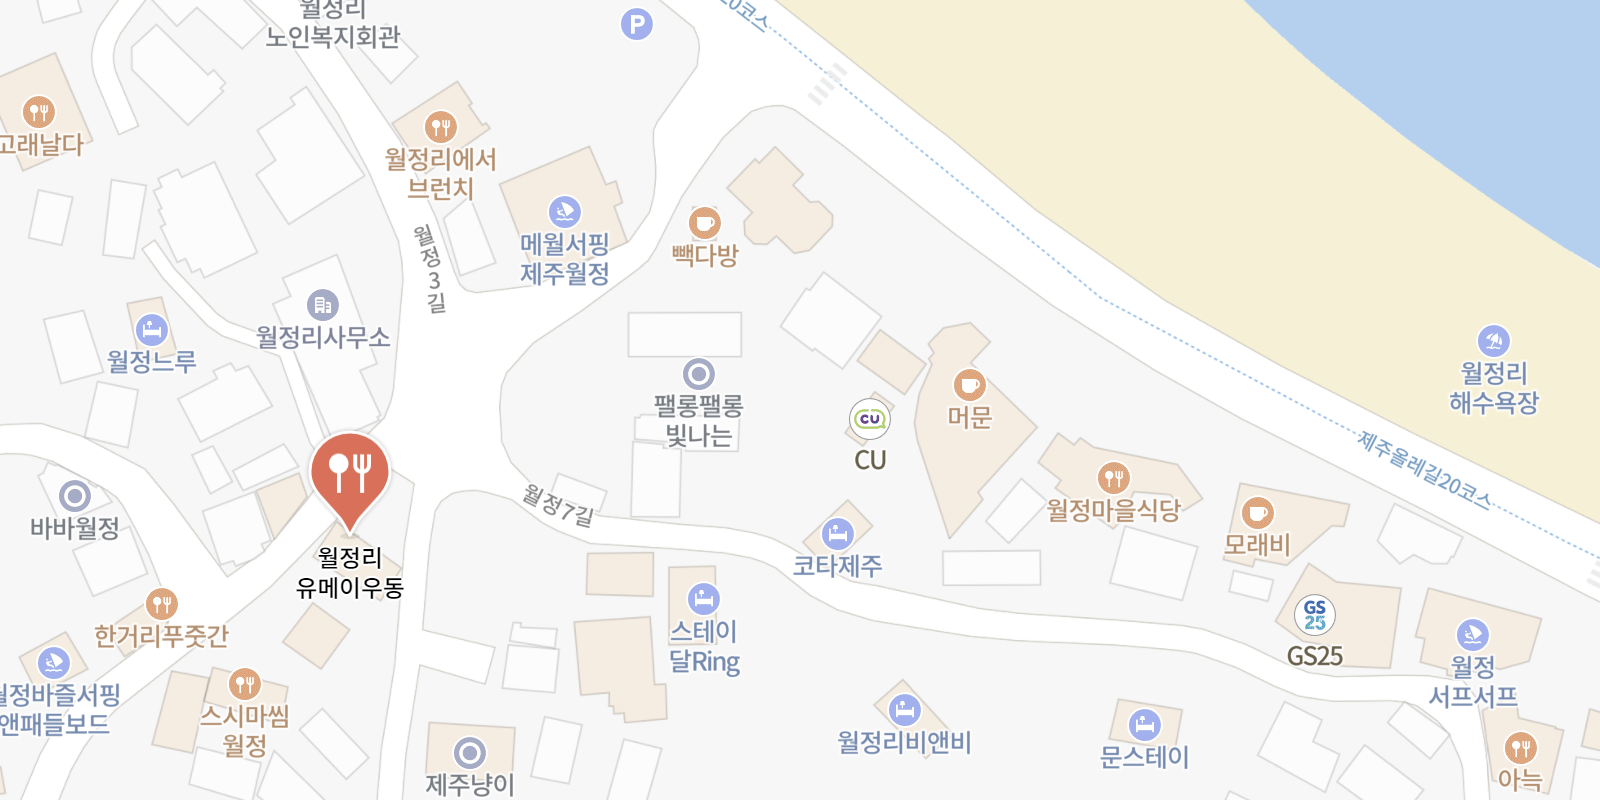 월정리
노인복지회관
20코스
고래날다
월정리에서
브런치
월정3길
메월서핑
제주월정
빽다방
월정리사무소
월정느루
팰롱팰롱
빛나는
CU
CU
머문
월정리
해수욕장
제주올레길20코스
월정7길
바바월정
월정리
유메이우동
월정마을식당
모래비
코타제주
한거리푸줏간
스테이
달Ring
GS
25
GS25
월정
서프서프
월정바즐서핑
앤패들보드
스시마씸
월정
월정리비앤비
문스테이
제주냥이
아늑
P